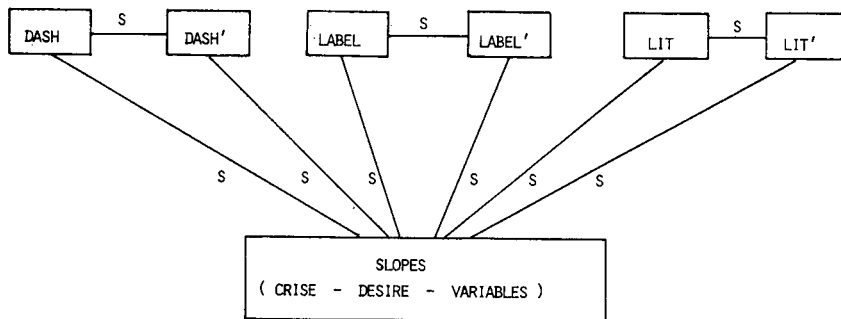 S S S
DASH DASH' LABEL LABEL' LIT LIT'
S S S S S S
SLOPES
( CRISE - DESIRE - VARIABLES )